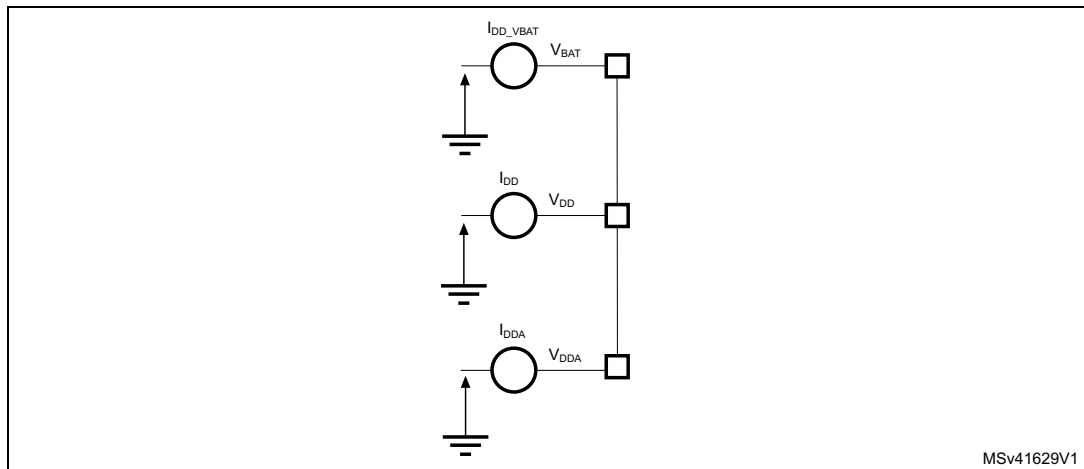 I_DD_VBAT
V_BAT
I_DD
V_DD
I_DDA
V_DDA
MSv41629V1